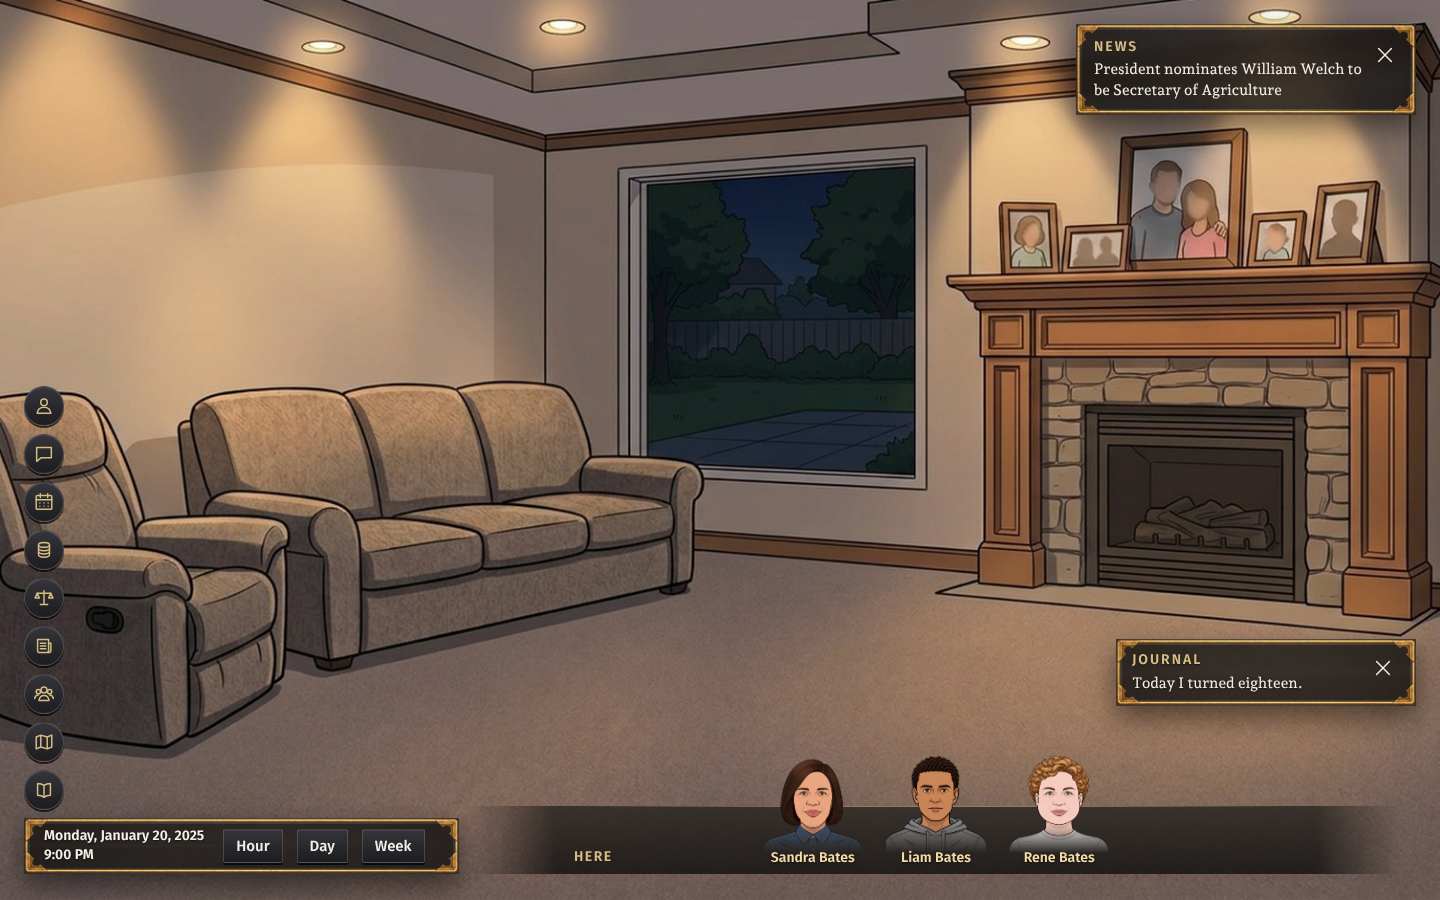 NEWS
President nominates William Welch to
be Secretary of Agriculture
JOURNAL
Today I turned eighteen.
Monday, January 20, 2025
9:00 PM
Hour
Day
Week
HERE
Sandra Bates
Liam Bates
Rene Bates